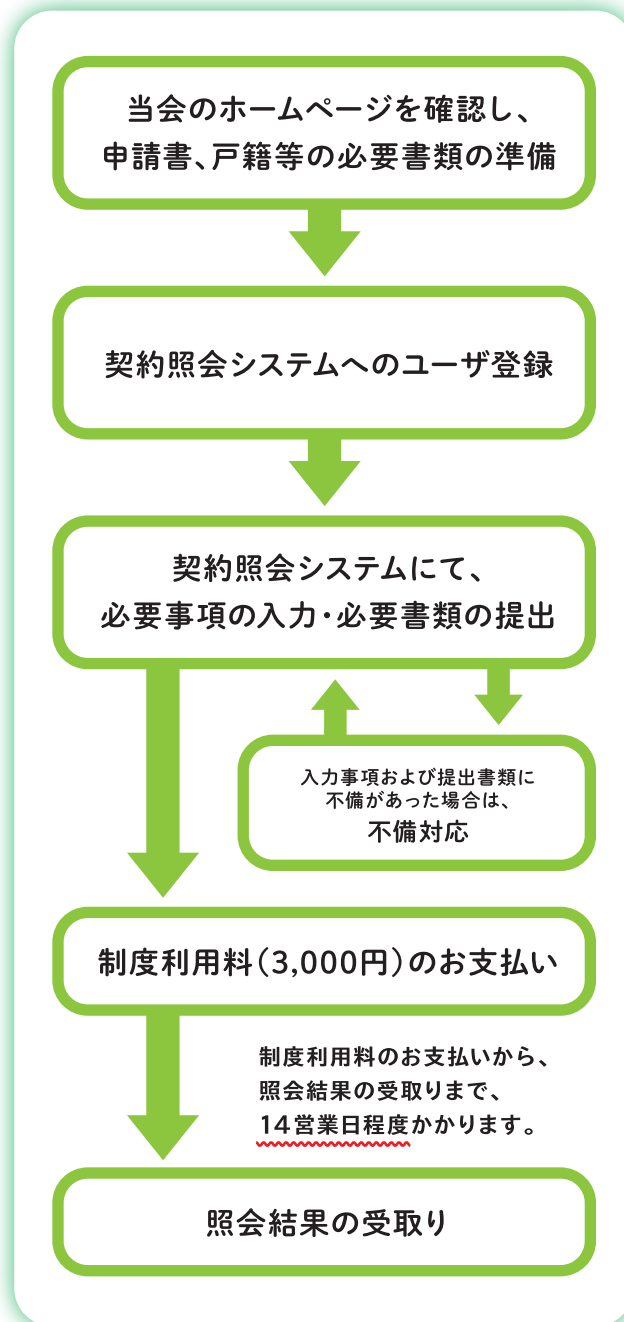 当会のホームページを確認し、
申請書、戸籍等の必要書類の準備
契約照会システムへのユーザ登録
契約照会システムにて、
必要事項の入力・必要書類の提出
入力事項および提出書類に
不備があった場合は、
不備対応
制度利用料（3,000円）のお支払い
制度利用料のお支払いから、
照会結果の受取りまで、
14営業日程度かかります。
照会結果の受取り